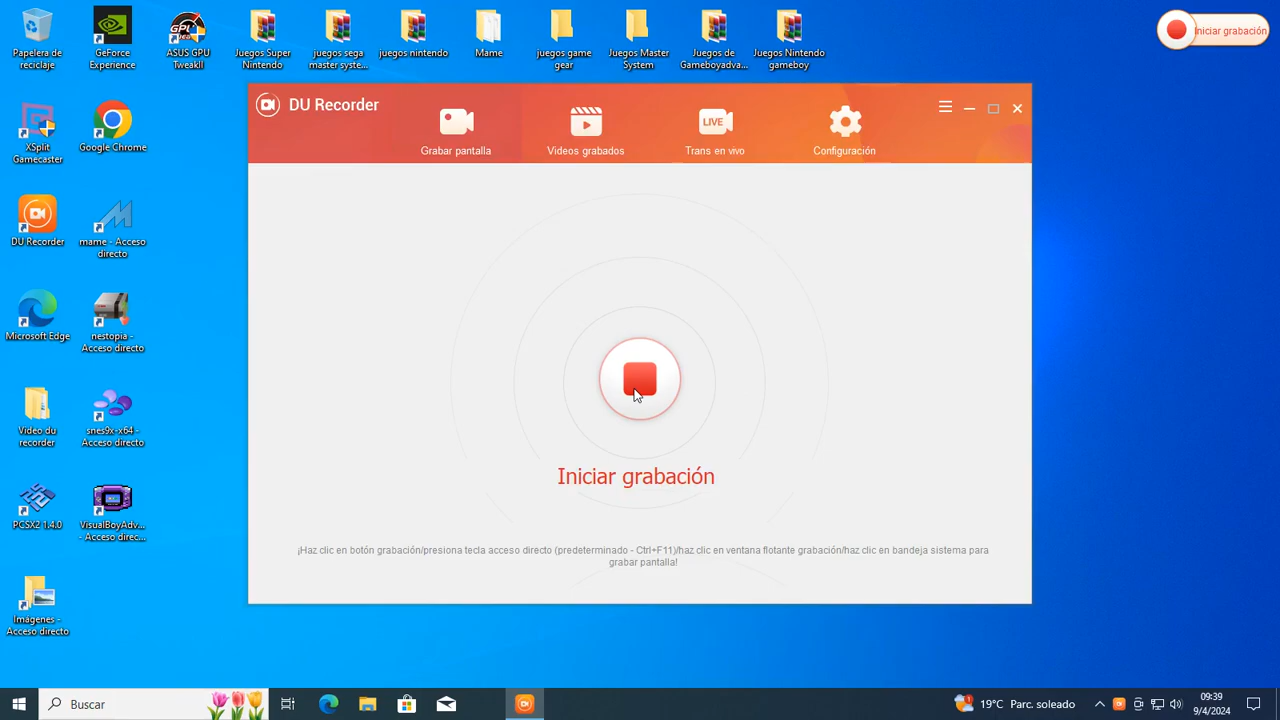 Papelera de
reciclaje
GeForce
Experience
ASUS GPU
TweakII
Juegos Super
Nintendo
juegos sega
master syste...
juegos nintendo
Mame
juegos game
gear
Juegos Master
System
Juegos de
Gameboyadva...
Juegos Nintendo
gameboy
Iniciar grabación
XSplit
Gamecaster
Google Chrome
DU Recorder
mame - Acceso
directo
Microsoft Edge
nestopia -
Acceso directo
Video du
recorder
snes9x-x64 -
Acceso directo
PCSX2 1.4.0
VisualBoyAdv...
- Acceso direc...
Imágenes -
Acceso directo
DU Recorder
Grabar pantalla
Videos grabados
LIVE
Trans en vivo
Configuración
Iniciar grabación
¡Haz clic en botón grabación/presiona tecla acceso directo (predeterminado - Ctrl+F11)/haz clic en ventana flotante grabación/haz clic en bandeja sistema para
grabar pantalla!
Buscar
19°C Parc. soleado
09:39
9/4/2024